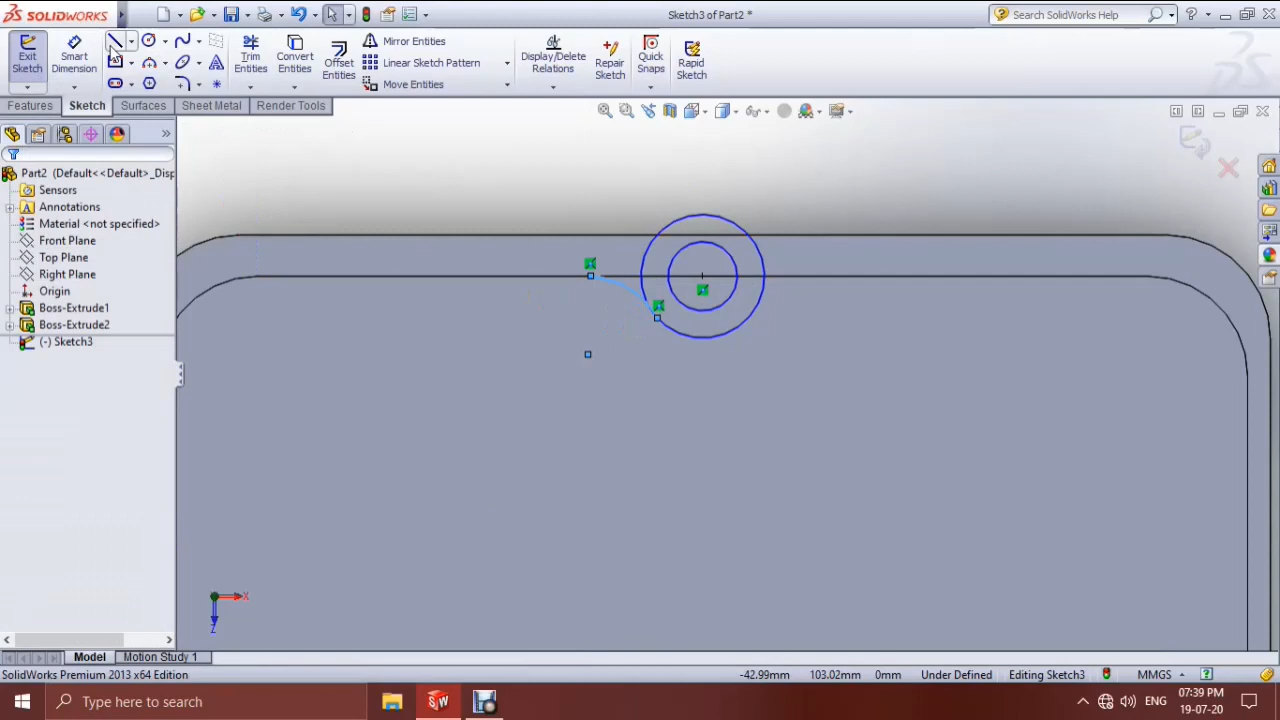 SOLIDWORKS
Sketch3 of Part2 *
Search SolidWorks Help
Exit Sketch
Smart Dimension
Trim Entities
Convert Entities
Offset Entities
Mirror Entities
Linear Sketch Pattern
Move Entities
Display/Delete Relations
Repair Sketch
Quick Snaps
Rapid Sketch
Features
Sketch
Surfaces
Sheet Metal
Render Tools
Part2 (Default<<Default>_Disp
Sensors
Annotations
Material <not specified>
Front Plane
Top Plane
Right Plane
Origin
Boss-Extrude1
Boss-Extrude2
(-) Sketch3
X
Z
Model
Motion Study 1
SolidWorks Premium 2013 x64 Edition
-42.99mm
103.02mm
0mm
Under Defined
Editing Sketch3
MMGS
Type here to search
ENG
07:39 PM
19-07-20